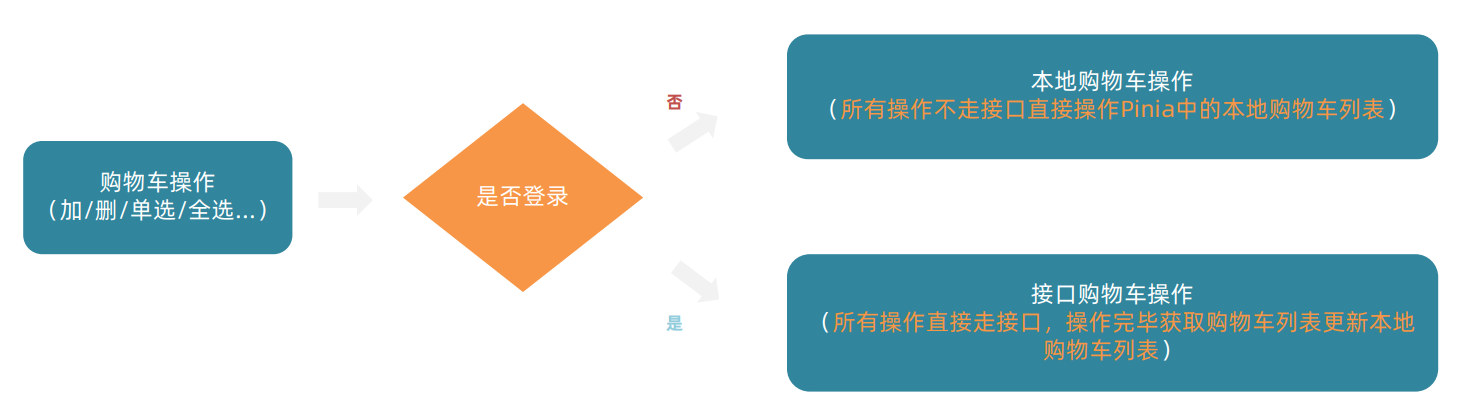 购物车操作
（加/删/单选/全选...）
是否登录
否
本地购物车操作
（所有操作不走接口直接操作Pinia中的本地购物车列表）
是
接口购物车操作
（所有操作直接走接口，操作完毕获取购物车列表更新本地
购物车列表）